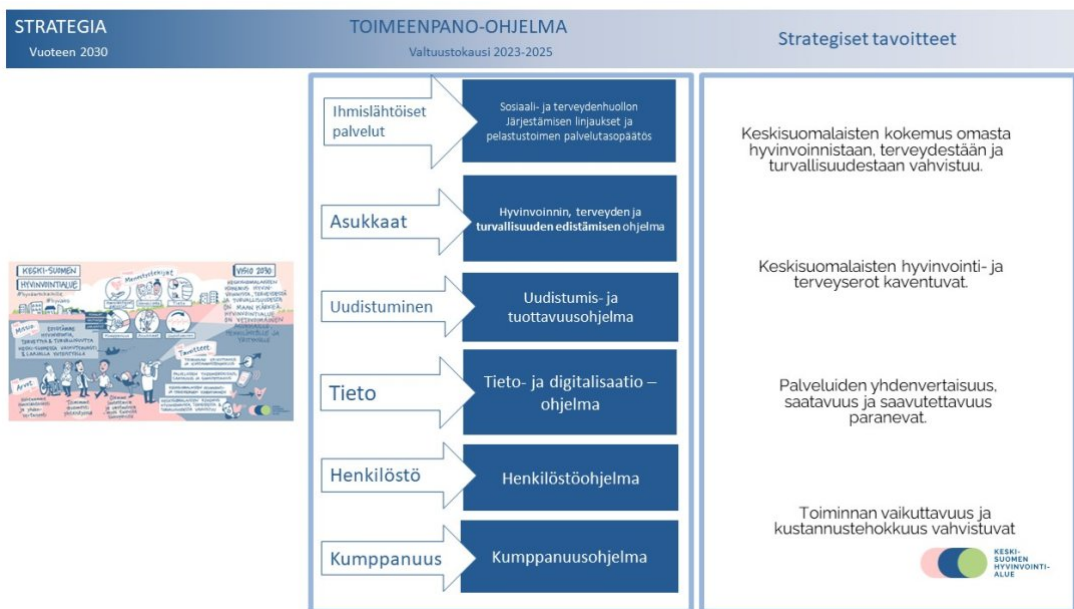 STRATEGIA
Vuoteen 2030
TOIMEENPANO-OHJELMA
Valtuustokausi 2023-2025
Strategiset tavoitteet
KESKI-SUOMEN
HYVINVOINTIALUE
VISIO 2030
Missio
Arvot
Tavoitteet
Ihmislähtöiset
palvelut
Sosiaali- ja terveydenhuollon
Järjestämisen linjaukset ja
pelastustoimen palvelutasopäätös
Asukkaat
Hyvinvoinnin, terveyden ja
turvallisuuden edistämisen ohjelma
Uudistuminen
Uudistumis- ja
tuottavuusohjelma
Tieto
Tieto- ja digitalisaatio –
ohjelma
Henkilöstö
Henkilöstöohjelma
Kumppanuus
Kumppanuusohjelma
Keskisuomalaisten kokemus omasta
hyvinvoinnistaan, terveydestään ja
turvallisuudestaan vahvistuu.
Keskisuomalaisten hyvinvointi- ja
terveyserot kaventuvat.
Palveluiden yhdenvertaisuus,
saatavuus ja saavutettavuus
paranevat.
Toiminnan vaikuttavuus ja
kustannustehokkuus vahvistuvat
KESKI-
SUOMEN
HYVINVOINTI-
ALUE